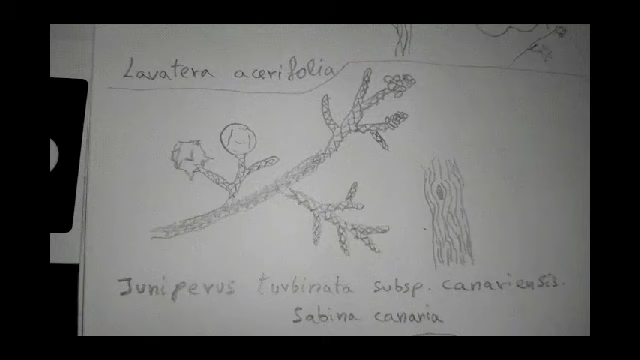 Lavatera acerifolia
Juniperus turbinata subsp. canariensis.
Sabina canaria